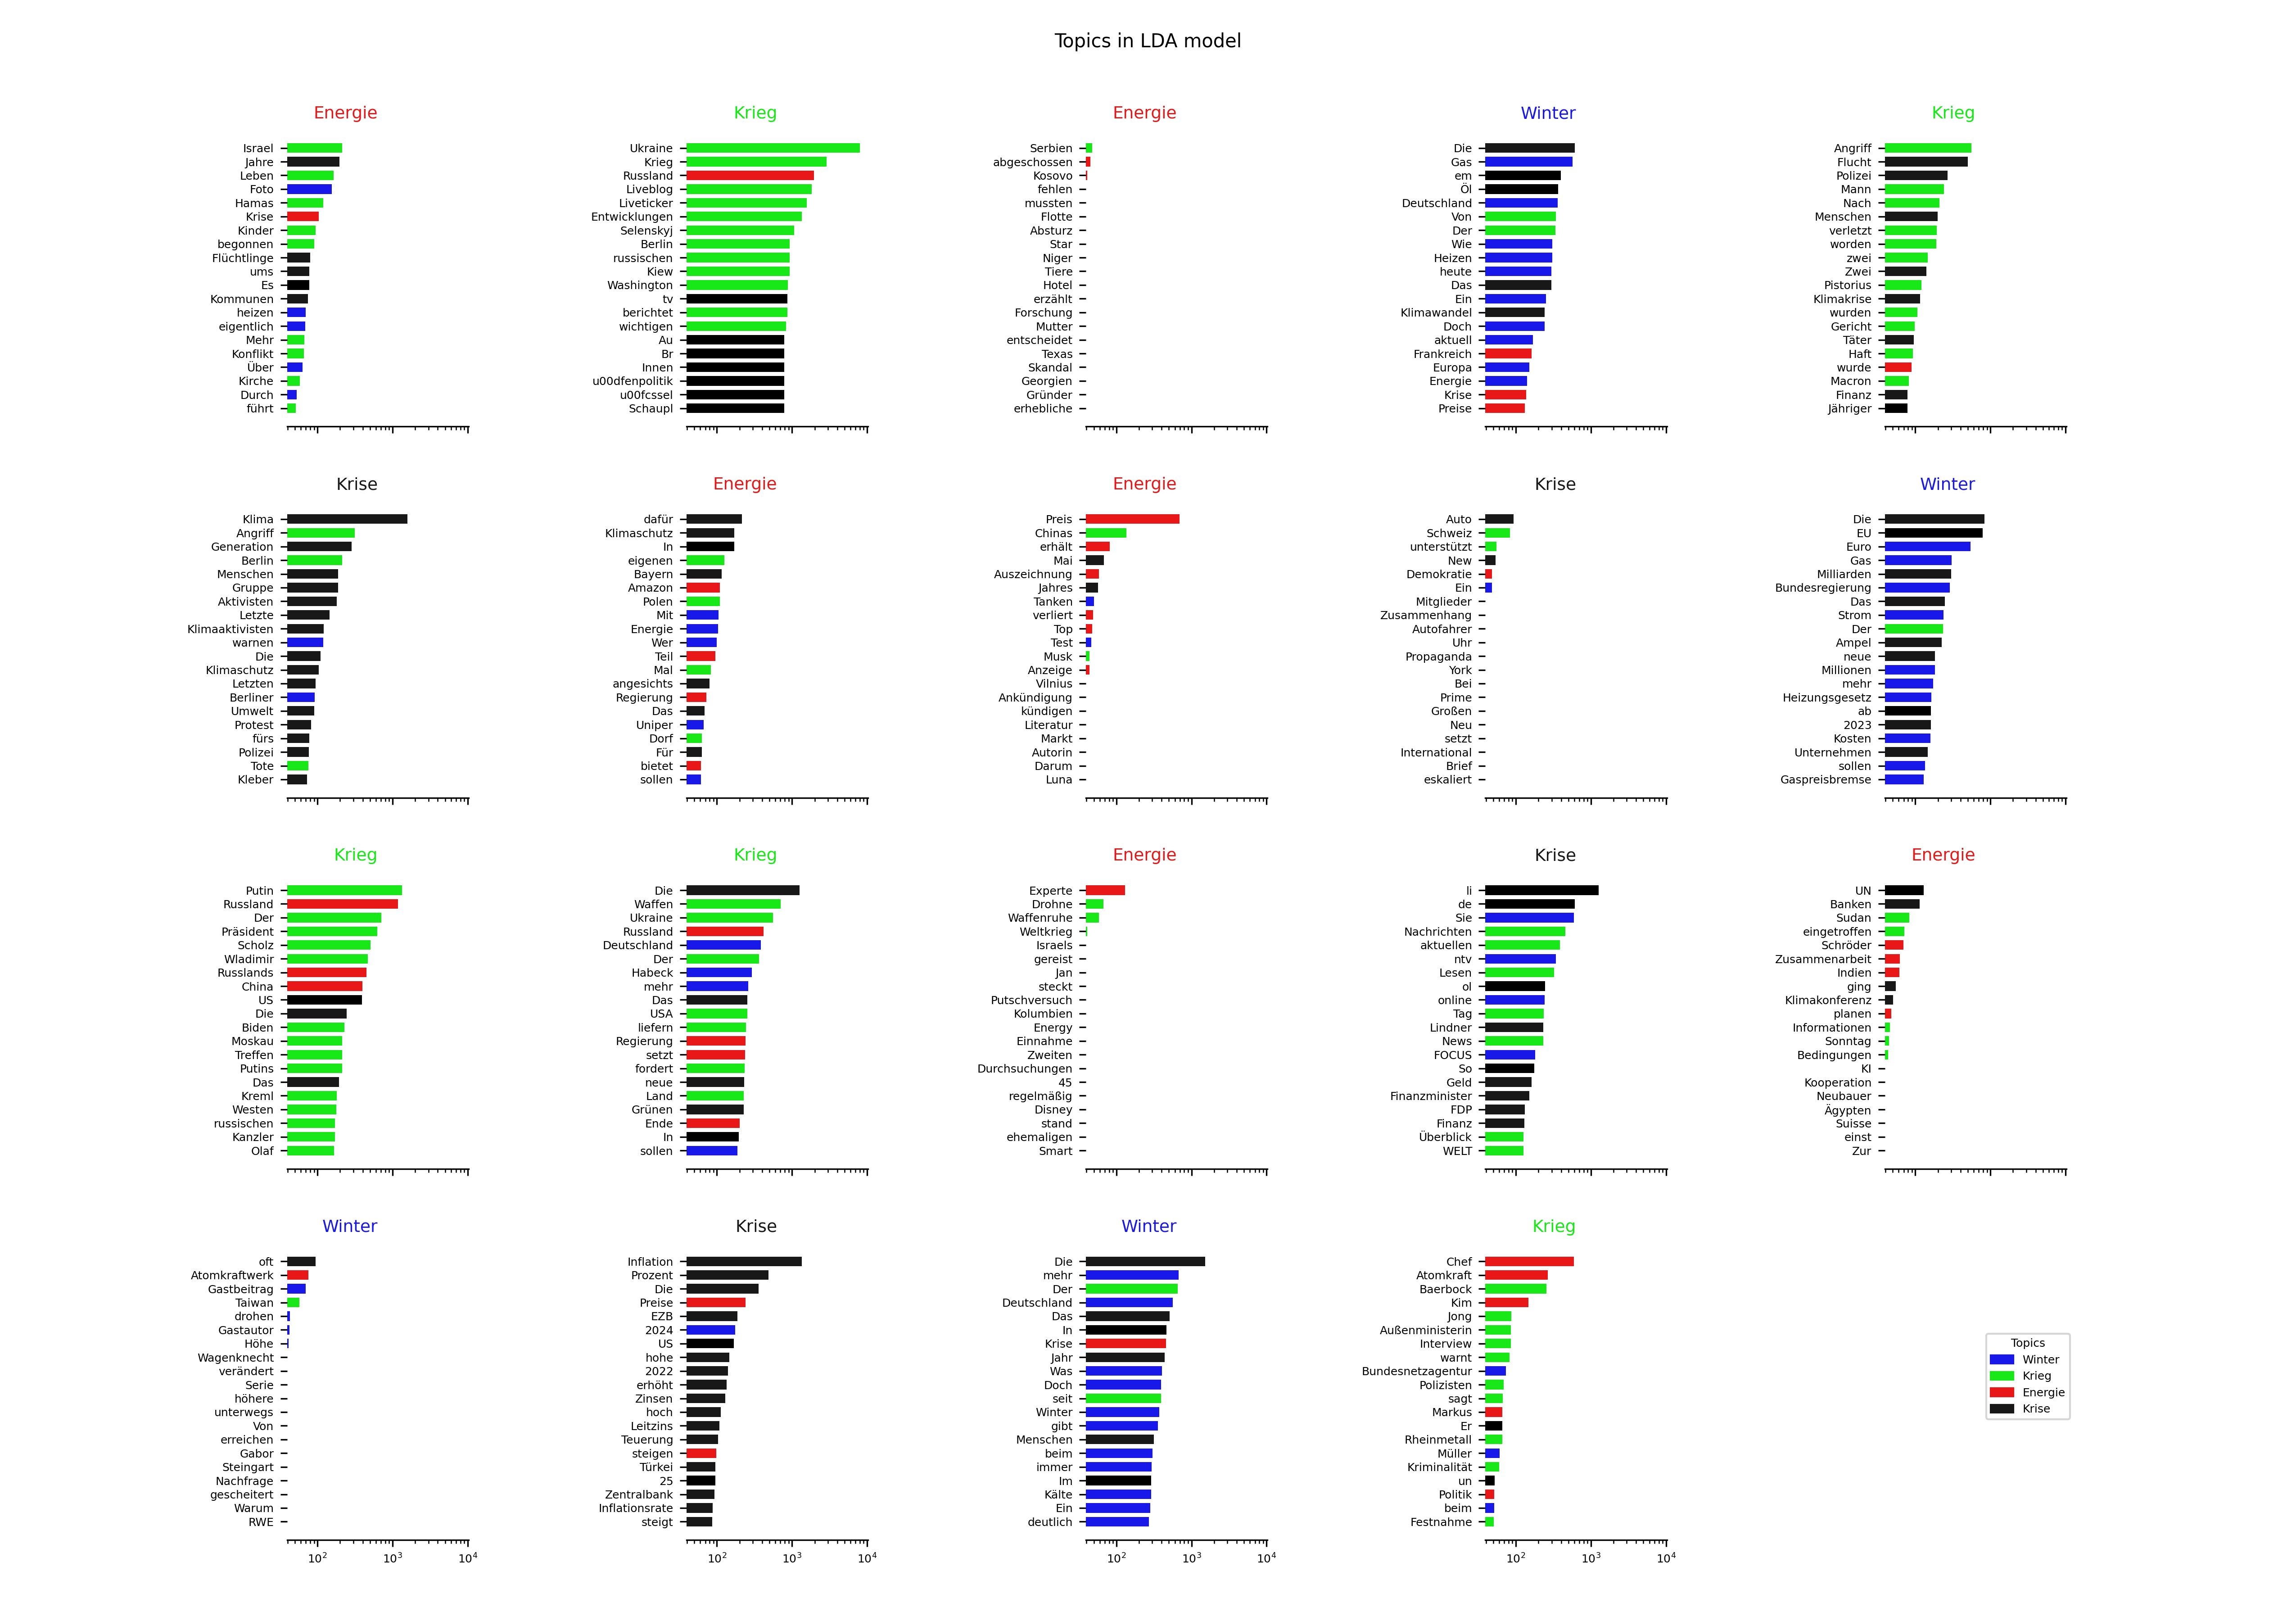 Topics in LDA model
Energie
Israel
Jahre
Leben
Foto
Hamas
Krise
Kinder
begonnen
Flüchtlinge
ums
Es
Kommunen
heizen
eigentlich
Mehr
Konflikt
Über
Kirche
Durch
führt
Krieg
Ukraine
Krieg
Russland
Liveblog
Liveticker
Entwicklungen
Selenskyj
Berlin
russischen
Kiew
Washington
tv
berichtet
wichtigen
Au
Br
Innen
u00dfenpolitik
u00fcssel
Schaupl
Energie
Serbien
abgeschossen
Kosovo
fehlen
mussten
Flotte
Absturz
Star
Niger
Tiere
Hotel
erzählt
Forschung
Mutter
entscheidet
Texas
Skandal
Georgien
Gründer
erhebliche
Winter
Die
Gas
em
Öl
Deutschland
Von
Der
Wie
Heizen
heute
Das
Ein
Klimawandel
Doch
aktuell
Frankreich
Europa
Energie
Krise
Preise
Krieg
Angriff
Flucht
Polizei
Mann
Nach
Menschen
verletzt
worden
zwei
Zwei
Pistorius
Klimakrise
wurden
Gericht
Täter
Haft
wurde
Macron
Finanz
Jähriger
Krise
Klima
Angriff
Generation
Berlin
Menschen
Gruppe
Aktivisten
Letzte
Klimaaktivisten
warnen
Die
Klimaschutz
Letzten
Berliner
Umwelt
Protest
fürs
Polizei
Tote
Kleber
Energie
dafür
Klimaschutz
In
eigenen
Bayern
Amazon
Polen
Mit
Energie
Wer
Teil
Mal
angesichts
Regierung
Das
Uniper
Dorf
Für
bietet
sollen
Energie
Preis
Chinas
erhält
Mai
Auszeichnung
Jahres
Tanken
verliert
Top
Test
Musk
Anzeige
Vilnius
Ankündigung
kündigen
Literatur
Markt
Autorin
Darum
Luna
Krise
Auto
Schweiz
unterstützt
New
Demokratie
Ein
Mitglieder
Zusammenhang
Autofahrer
Uhr
Propaganda
York
Bei
Prime
Großen
Neu
setzt
International
Brief
eskaliert
Winter
Die
EU
Euro
Gas
Milliarden
Bundesregierung
Das
Strom
Der
Ampel
neue
Millionen
mehr
Heizungsgesetz
ab
2023
Kosten
Unternehmen
sollen
Gaspreisbremse
Krieg
Putin
Russland
Der
Präsident
Scholz
Wladimir
Russlands
China
US
Die
Biden
Moskau
Treffen
Putins
Das
Kreml
Westen
russischen
Kanzler
Olaf
Krieg
Die
Waffen
Ukraine
Russland
Deutschland
Der
Habeck
mehr
Das
USA
liefern
Regierung
setzt
fordert
neue
Land
Grünen
Ende
In
sollen
Energie
Experte
Drohne
Waffenruhe
Weltkrieg
Israels
gereist
Jan
steckt
Putschversuch
Kolumbien
Energy
Einnahme
Zweiten
Durchsuchungen
45
regelmäßig
Disney
stand
ehemaligen
Smart
Krise
li
de
Sie
Nachrichten
aktuellen
ntv
Lesen
ol
online
Tag
Lindner
News
FOCUS
So
Geld
Finanzminister
FDP
Finanz
Überblick
WELT
Energie
UN
Banken
Sudan
eingetroffen
Schröder
Zusammenarbeit
Indien
ging
Klimakonferenz
planen
Informationen
Sonntag
Bedingungen
KI
Kooperation
Neubauer
Ägypten
Suisse
einst
Zur
Winter
oft
Atomkraftwerk
Gastbeitrag
Taiwan
drohen
Gastautor
Höhe
Wagenknecht
verändert
Serie
höhere
unterwegs
Von
erreichen
Gabor
Steingart
Nachfrage
gescheitert
Warum
RWE
10² 10³ 10⁴
Krise
Inflation
Prozent
Die
Preise
EZB
2024
US
hohe
2022
erhöht
Zinsen
hoch
Leitzins
Teuerung
steigen
Türkei
25
Zentralbank
Inflationsrate
steigt
10² 10³ 10⁴
Winter
Die
mehr
Der
Deutschland
Das
In
Krise
Jahr
Was
Doch
seit
Winter
gibt
Menschen
beim
immer
Im
Kälte
Ein
deutlich
10² 10³ 10⁴
Krieg
Chef
Atomkraft
Baerbock
Kim
Jong
Außenministerin
Interview
warnt
Bundesnetzagentur
Polizisten
sagt
Markus
Er
Rheinmetall
Müller
Kriminalität
un
Politik
beim
Festnahme
10² 10³ 10⁴
Topics
Winter
Krieg
Energie
Krise